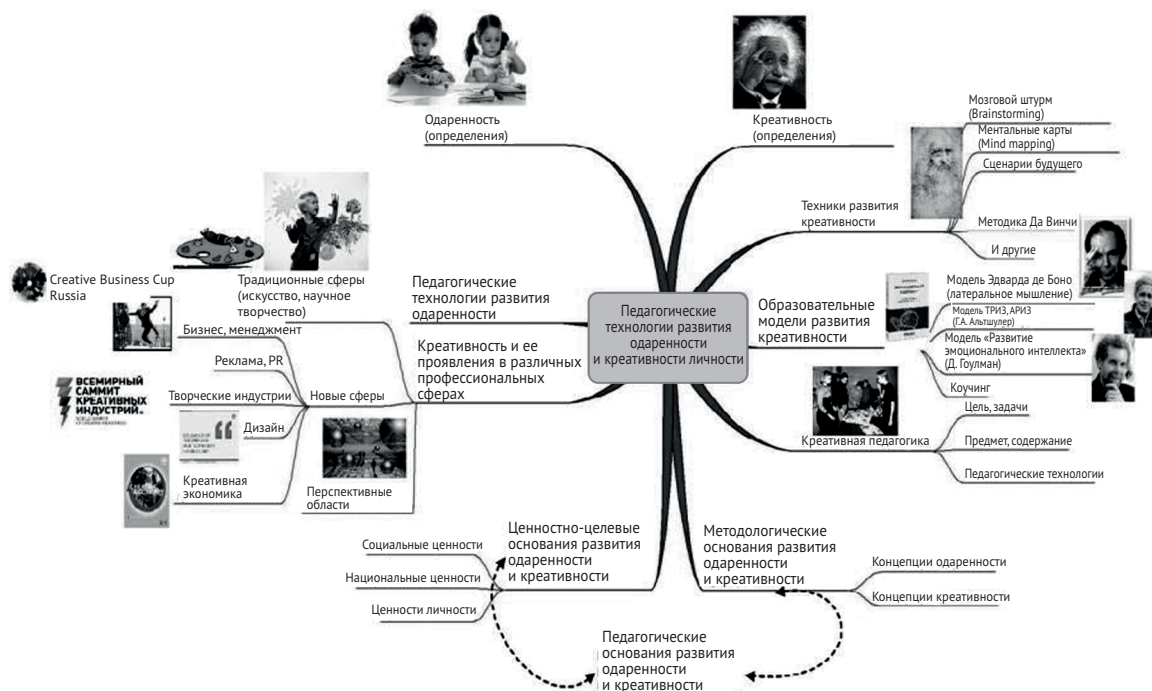 Одаренность
(определения)
Креативность
(определения)
Мозговой штурм
(Brainstorming)
Ментальные карты
(Mind mapping)
Сценарии будущего
Техники развития
креативности
Методика Да Винчи
И другие
Creative Business Cup
Russia
Традиционные сферы
(искусство, научное
творчество)
Педагогические
технологии развития
одаренности
Педагогические
технологии развития
одаренности
и креативности личности
Образовательные
модели развития
креативности
Модель Эдварда де Боно
(латеральное мышление)
Модель ТРИЗ, АРИЗ
(Г.А. Альтшулер)
Модель «Развитие
эмоционального интеллекта»
(Д. Гоулман)
Коучинг
Бизнес, менеджмент
Реклама, PR
Креативность и ее
проявления в различных
профессиональных
сферах
ВСЕМИРНЫЙ
САММИТ
КРЕАТИВНЫХ
ИНДУСТРИЙ
Творческие индустрии
Новые сферы
Дизайн
Креативная
экономика
Перспективные
области
Креативная педагогика
Цель, задачи
Предмет, содержание
Педагогические технологии
Ценностно-целевые
основания развития
одаренности
и креативности
Социальные ценности
Национальные ценности
Ценности личности
Методологические
основания развития
одаренности
и креативности
Концепции одаренности
Концепции креативности
Педагогические
основания развития
одаренности
и креативности